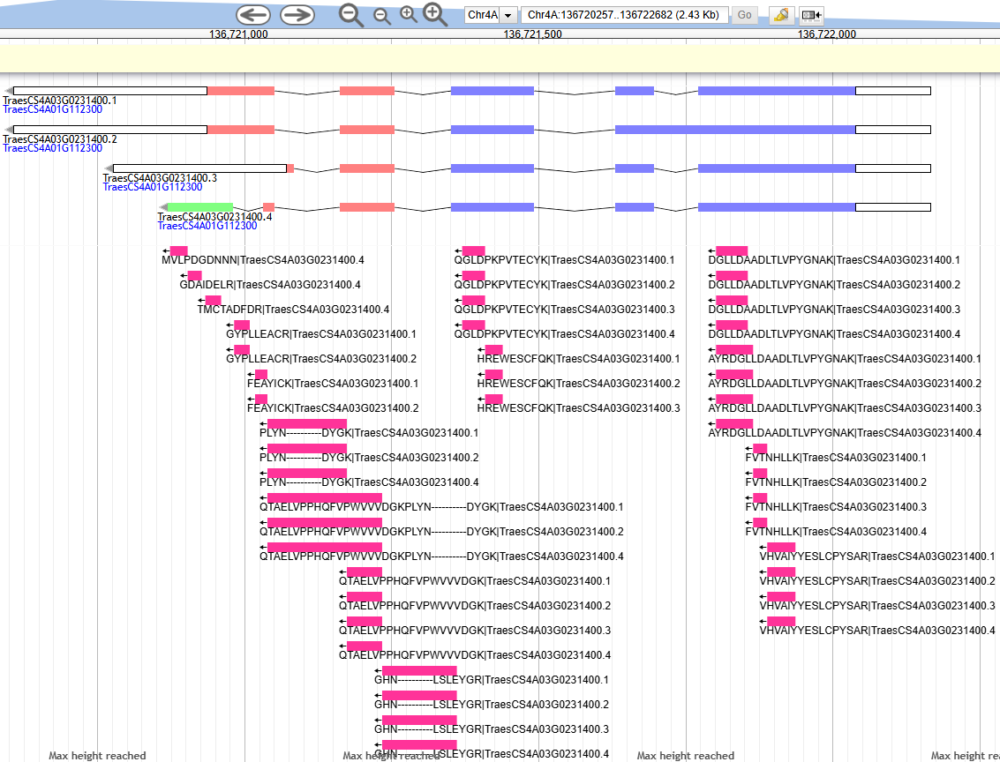 Chr4A
Chr4A:136720257..136722682 (2.43 Kb)
Go
136,721,000
136,721,500
136,722,000
TraesCS4A03G0231400.1
TraesCS4A01G112300
TraesCS4A03G0231400.2
TraesCS4A01G112300
TraesCS4A03G0231400.3
TraesCS4A01G112300
TraesCS4A03G0231400.4
TraesCS4A01G112300
MVLPDGDNNN|TraesCS4A03G0231400.4
GDAIDELR|TraesCS4A03G0231400.4
TMCTADFDR|TraesCS4A03G0231400.4
GYPLLEACR|TraesCS4A03G0231400.1
GYPLLEACR|TraesCS4A03G0231400.2
FEAYICK|TraesCS4A03G0231400.1
FEAYICK|TraesCS4A03G0231400.2
PLYN----------DYGK|TraesCS4A03G0231400.1
PLYN----------DYGK|TraesCS4A03G0231400.2
PLYN----------DYGK|TraesCS4A03G0231400.4
QTAELVPPHQFVPWVVVDGKPLYN----------DYGK|TraesCS4A03G0231400.1
QTAELVPPHQFVPWVVVDGKPLYN----------DYGK|TraesCS4A03G0231400.2
QTAELVPPHQFVPWVVVDGKPLYN----------DYGK|TraesCS4A03G0231400.4
QTAELVPPHQFVPWVVVDGK|TraesCS4A03G0231400.1
QTAELVPPHQFVPWVVVDGK|TraesCS4A03G0231400.2
QTAELVPPHQFVPWVVVDGK|TraesCS4A03G0231400.3
QTAELVPPHQFVPWVVVDGK|TraesCS4A03G0231400.4
GHN----------LSLEYGR|TraesCS4A03G0231400.1
GHN----------LSLEYGR|TraesCS4A03G0231400.2
GHN----------LSLEYGR|TraesCS4A03G0231400.3
GHN----------LSLEYGR|TraesCS4A03G0231400.4
QGLDPKPVTECYK|TraesCS4A03G0231400.1
QGLDPKPVTECYK|TraesCS4A03G0231400.2
QGLDPKPVTECYK|TraesCS4A03G0231400.3
QGLDPKPVTECYK|TraesCS4A03G0231400.4
HREWESCFQK|TraesCS4A03G0231400.1
HREWESCFQK|TraesCS4A03G0231400.2
HREWESCFQK|TraesCS4A03G0231400.3
DGLLDAADLTLVPYGNAK|TraesCS4A03G0231400.1
DGLLDAADLTLVPYGNAK|TraesCS4A03G0231400.2
DGLLDAADLTLVPYGNAK|TraesCS4A03G0231400.3
DGLLDAADLTLVPYGNAK|TraesCS4A03G0231400.4
AYRDGLLDAADLTLVPYGNAK|TraesCS4A03G0231400.1
AYRDGLLDAADLTLVPYGNAK|TraesCS4A03G0231400.2
AYRDGLLDAADLTLVPYGNAK|TraesCS4A03G0231400.3
AYRDGLLDAADLTLVPYGNAK|TraesCS4A03G0231400.4
FVTNHLLK|TraesCS4A03G0231400.1
FVTNHLLK|TraesCS4A03G0231400.2
FVTNHLLK|TraesCS4A03G0231400.3
FVTNHLLK|TraesCS4A03G0231400.4
VHVAIYYESLCPYSAR|TraesCS4A03G0231400.1
VHVAIYYESLCPYSAR|TraesCS4A03G0231400.2
VHVAIYYESLCPYSAR|TraesCS4A03G0231400.3
VHVAIYYESLCPYSAR|TraesCS4A03G0231400.4
Max height reached
Max height reached
Max height reached
Max height re